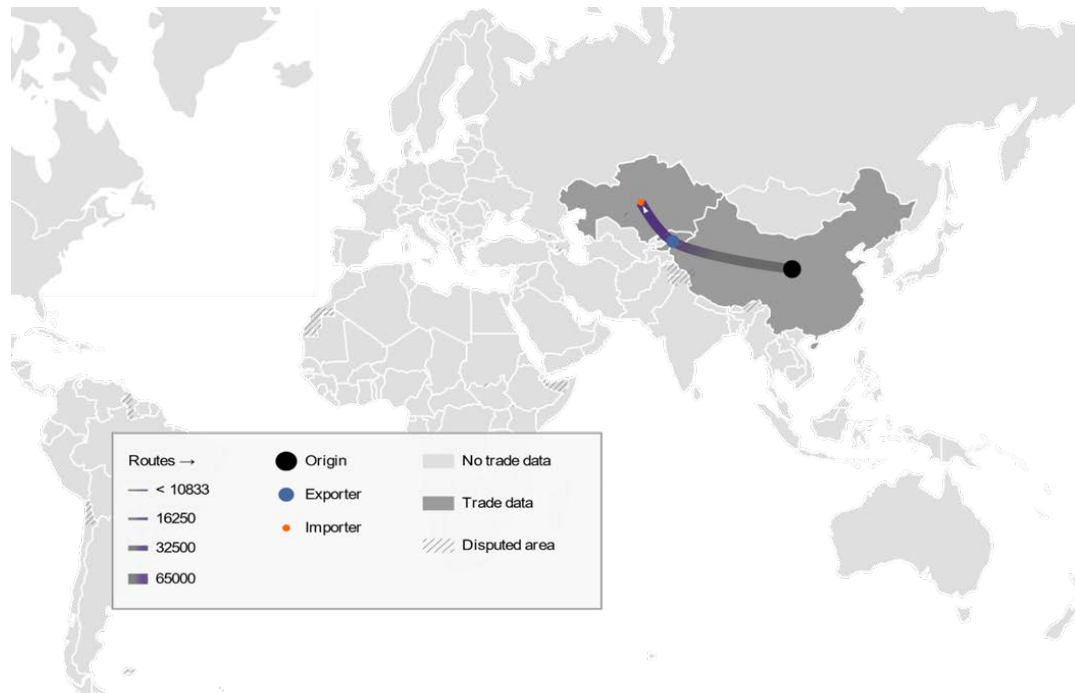 Routes →
< 10833
16250
32500
65000
Origin
Exporter
Importer
No trade data
Trade data
Disputed area